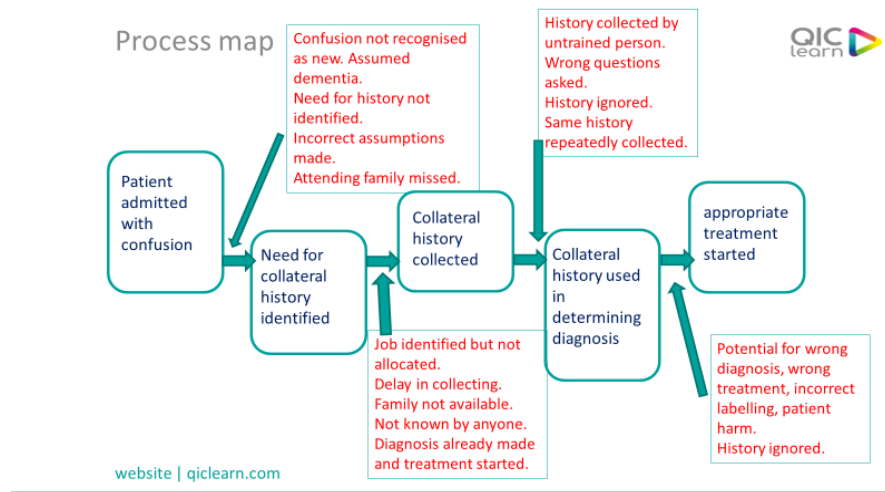 Process map
QIC
learn
Confusion not recognised
as new. Assumed
dementia.
Need for history not
identified.
Incorrect assumptions
made.
Attending family missed.
History collected by
untrained person.
Wrong questions
asked.
History ignored.
Same history
repeatedly collected.
Patient
admitted
with
confusion
Need for
collateral
history
identified
Collateral
history
collected
Collateral
history used
in
determining
diagnosis
appropriate
treatment
started
Job identified but not
allocated.
Delay in collecting.
Family not available.
Not known by anyone.
Diagnosis already made
and treatment started.
Potential for wrong
diagnosis, wrong
treatment, incorrect
labelling, patient
harm.
History ignored.
website | qiclearn.com